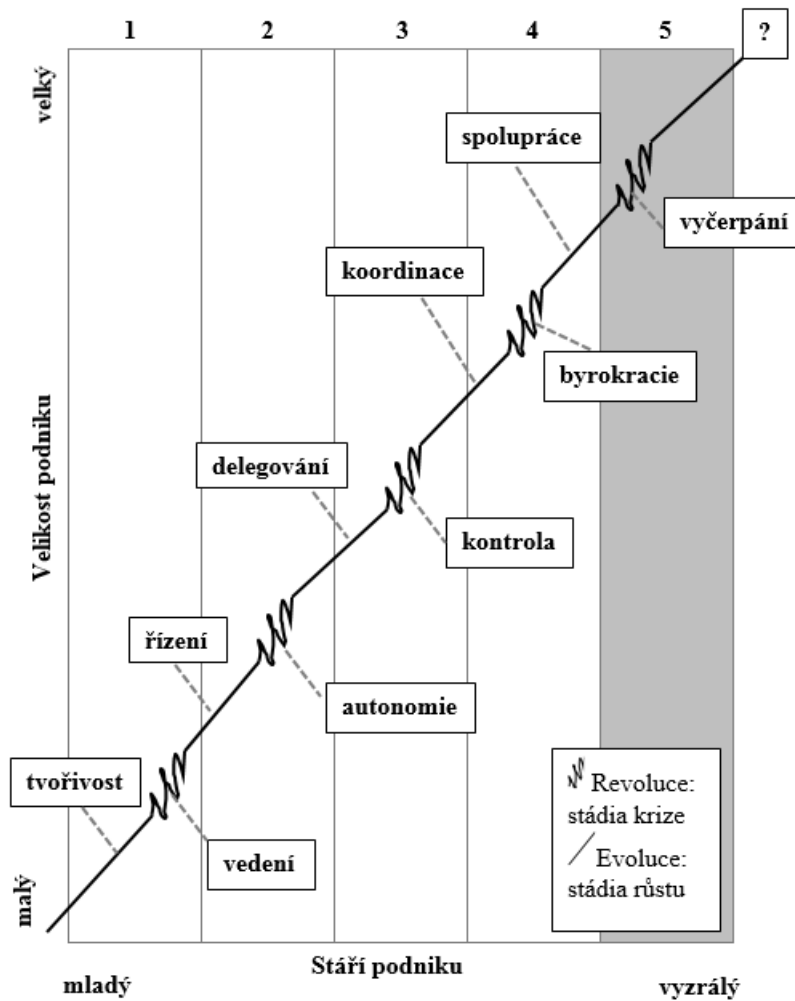 1 2 3 4 5 ?
velký
spolupráce
vyčerpání
koordinace
byrokracie
Velikost podniku
delegování
kontrola
řízení
autonomie
tvořivost
vedení
Revoluce:
stádia krize
Evoluce:
stádia růstu
malý
Stáří podniku
mladý
vyzrálý